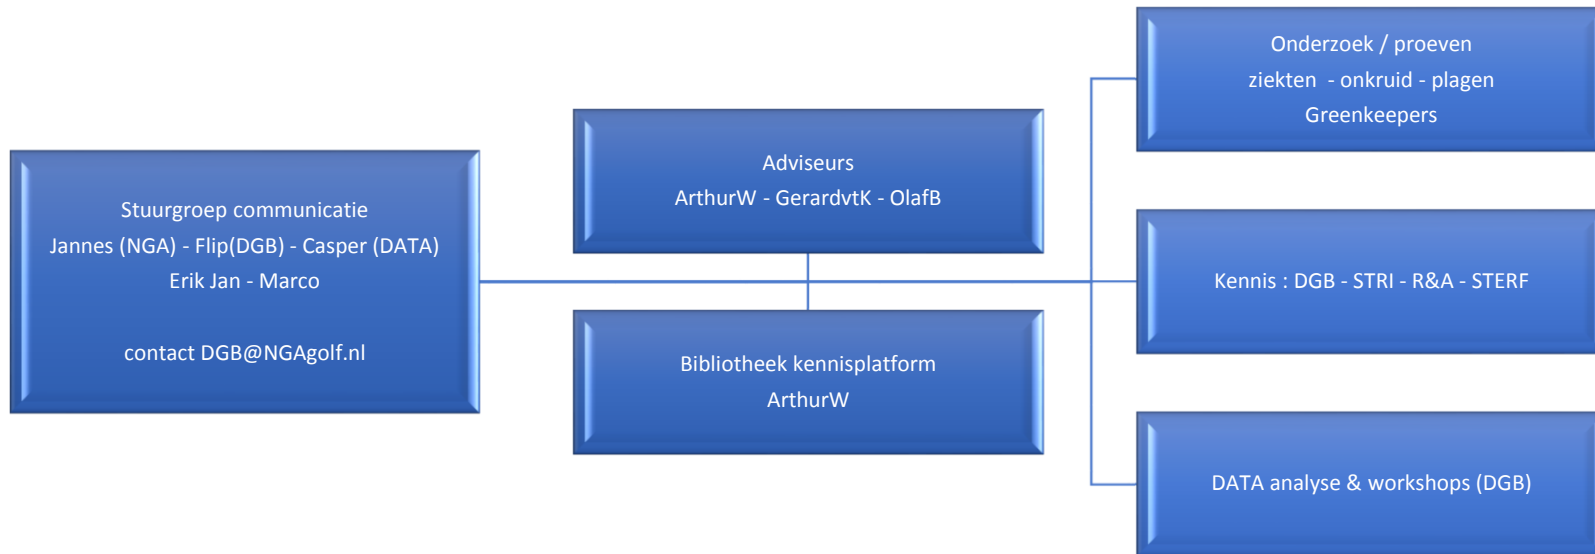 Stuurgroep communicatie
Jannes (NGA) - Flip(DGB) - Casper (DATA)
Erik Jan - Marco
contact DGB@NGAgolf.nl
Adviseurs
ArthurW - GerardvtK - OlafB
Bibliotheek kennisplatform
ArthurW
Onderzoek / proeven
ziekten - onkruid - plagen
Greenkeepers
Kennis : DGB - STRI - R&A - STERF
DATA analyse & workshops (DGB)